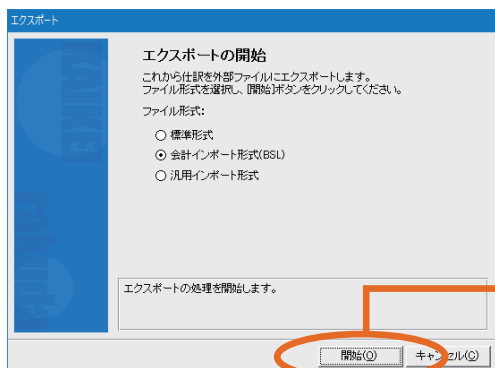 エクスポート
エクスポートの開始
これから仕訳を外部ファイルにエクスポートします。
ファイル形式を選択し、[開始]ボタンをクリックしてください。
ファイル形式:
標準形式
会計インポート形式(BSL)
汎用インポート形式
KAIKEI
rakuda
エクスポートの処理を開始します。
開始(O)
キャンセル(C)